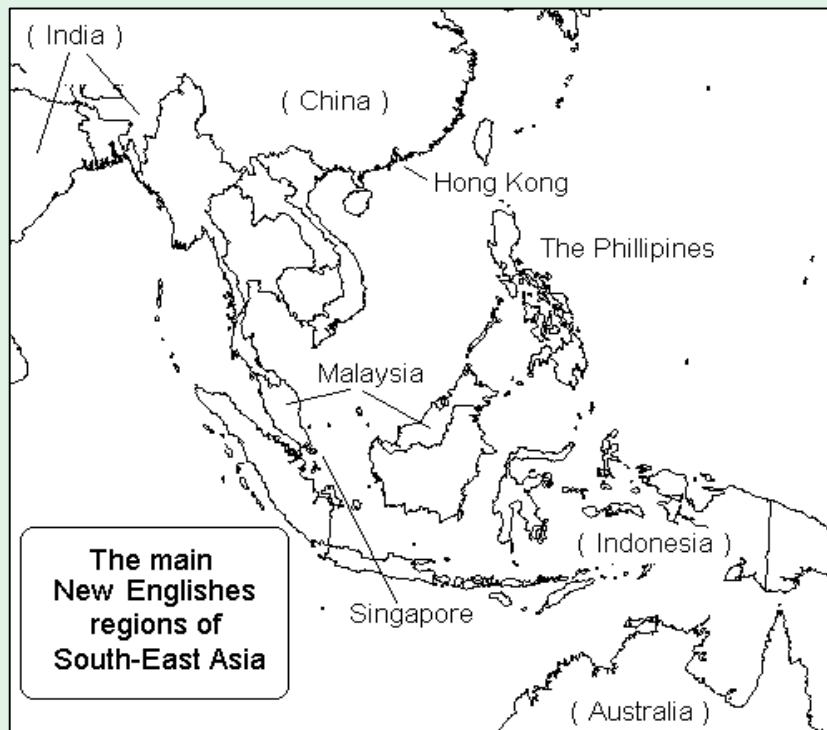 ( India )
( China )
Hong Kong
The Phillipines
Malaysia
( Indonesia )
Singapore
( Australia )
The main
New Englishes
regions of
South-East Asia